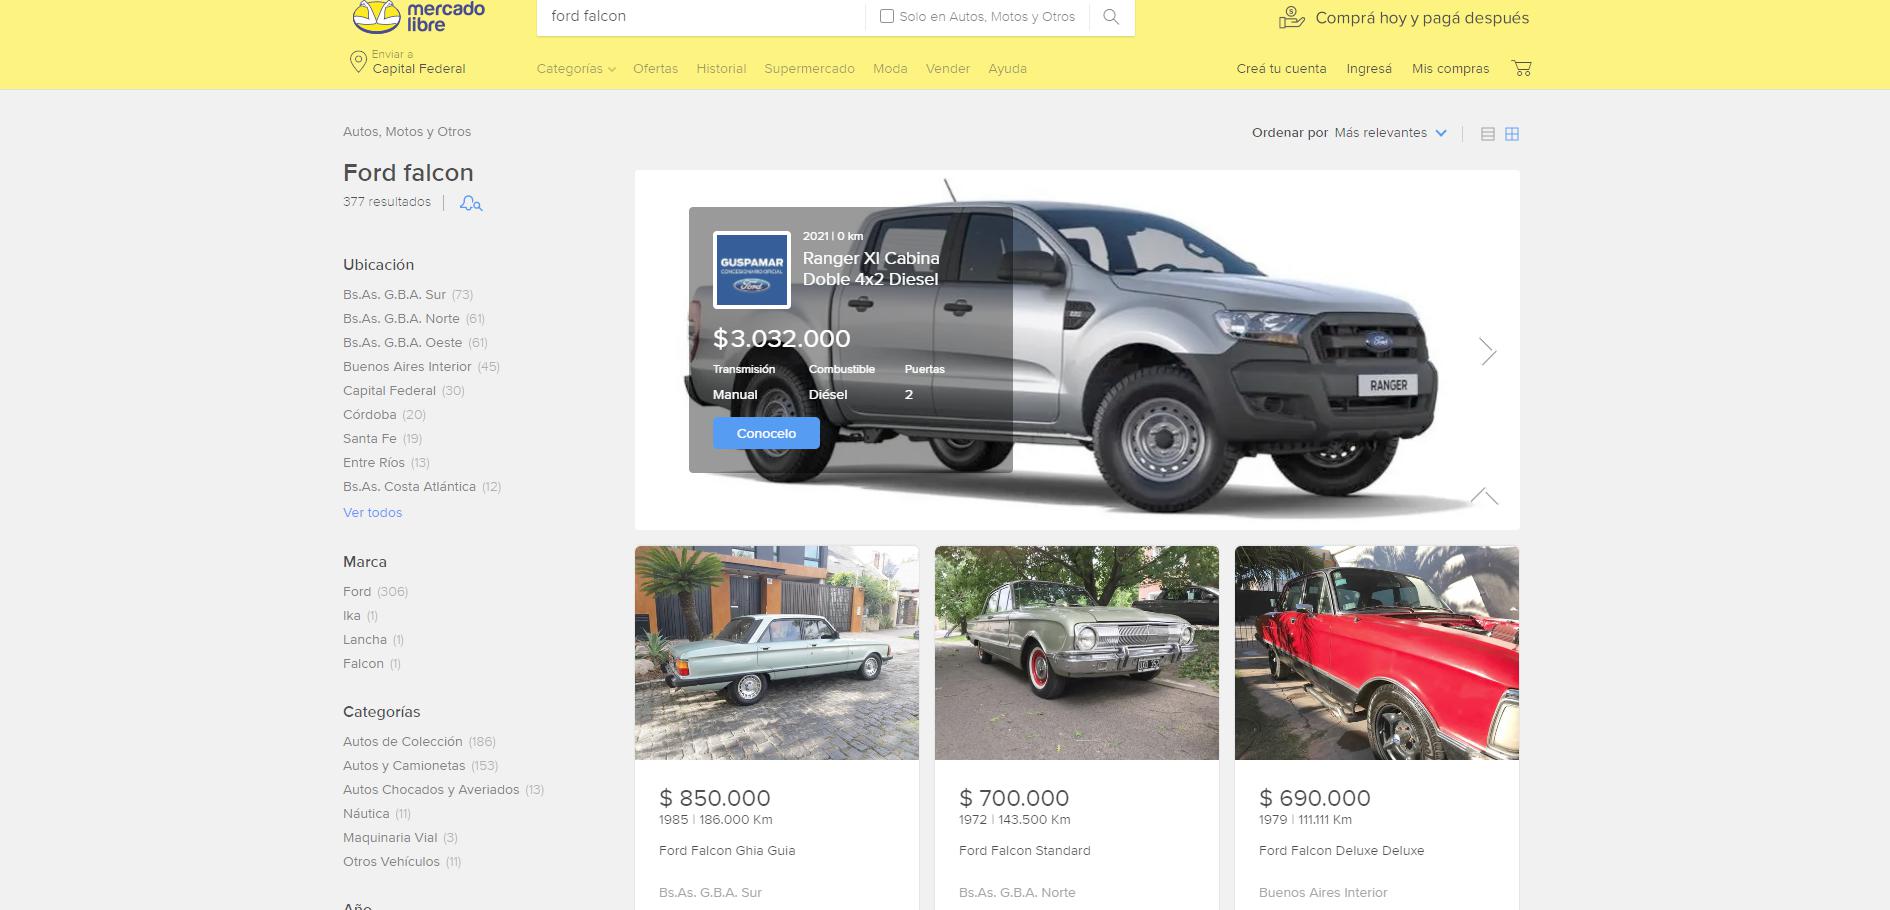 mercado
libre
ford falcon
Solo en Autos, Motos y Otros
Comprá hoy y pagá después
Enviar a
Capital Federal
Categorías
Ofertas
Historial
Supermercado
Moda
Vender
Ayuda
Creá tu cuenta
Ingresá
Mis compras
Autos, Motos y Otros
Ordenar por Más relevantes
Ford falcon
377 resultados
Ubicación
Bs.As. G.B.A. Sur (73)
Bs.As. G.B.A. Norte (61)
Bs.As. G.B.A. Oeste (61)
Buenos Aires Interior (45)
Capital Federal (30)
Córdoba (20)
Santa Fe (19)
Entre Ríos (13)
Bs.As. Costa Atlántica (12)
Ver todos
Marca
Ford (306)
Ika (1)
Lancha (1)
Falcon (1)
Categorías
Autos de Colección (186)
Autos y Camionetas (153)
Autos Chocados y Averiados (13)
Náutica (11)
Maquinaria Vial (3)
Otros Vehículos (11)
Año
GUSPAMAR
CONCESIONARIO OFICIAL
Ford
2021 | 0 km
Ranger Xl Cabina
Doble 4x2 Diesel
$3.032.000
Transmisión Combustible Puertas
Manual Diésel 2
Conocelo
RANGER
$ 850.000
1985 | 186.000 Km
Ford Falcon Ghia Guia
Bs.As. G.B.A. Sur
$ 700.000
1972 | 143.500 Km
Ford Falcon Standard
Bs.As. G.B.A. Norte
$ 690.000
1979 | 111.111 Km
Ford Falcon Deluxe Deluxe
Buenos Aires Interior